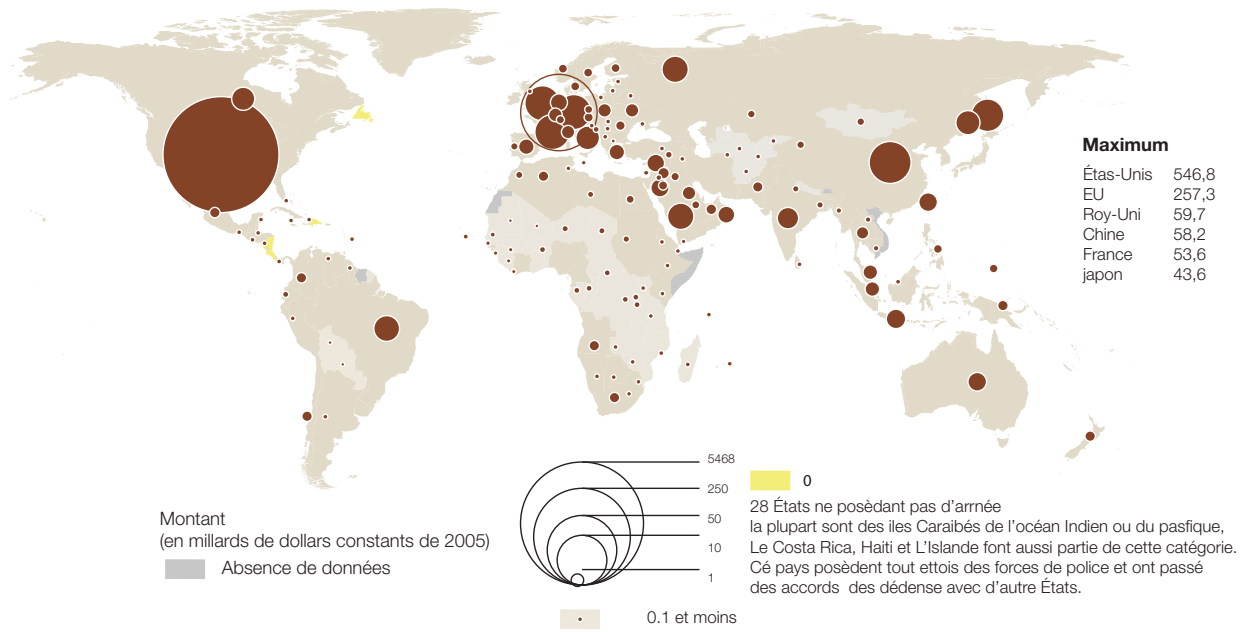 Maximum
Étas-Unis 546,8
EU 257,3
Roy-Uni 59,7
Chine 58,2
France 53,6
japon 43,6
5468
250
50
10
1
0.1 et moins
Montant
(en millards de dollars constants de 2005)
Absence de données
0
28 États ne posèdant pas d'arrnée
la plupart sont des iles Caraibés de l'océan Indien ou du pasfique,
Le Costa Rica, Haiti et L'Islande font aussi partie de cette catégorie.
Cé pays posèdent tout ettois des forces de police et ont passé
des accords des dédense avec d'autre États.